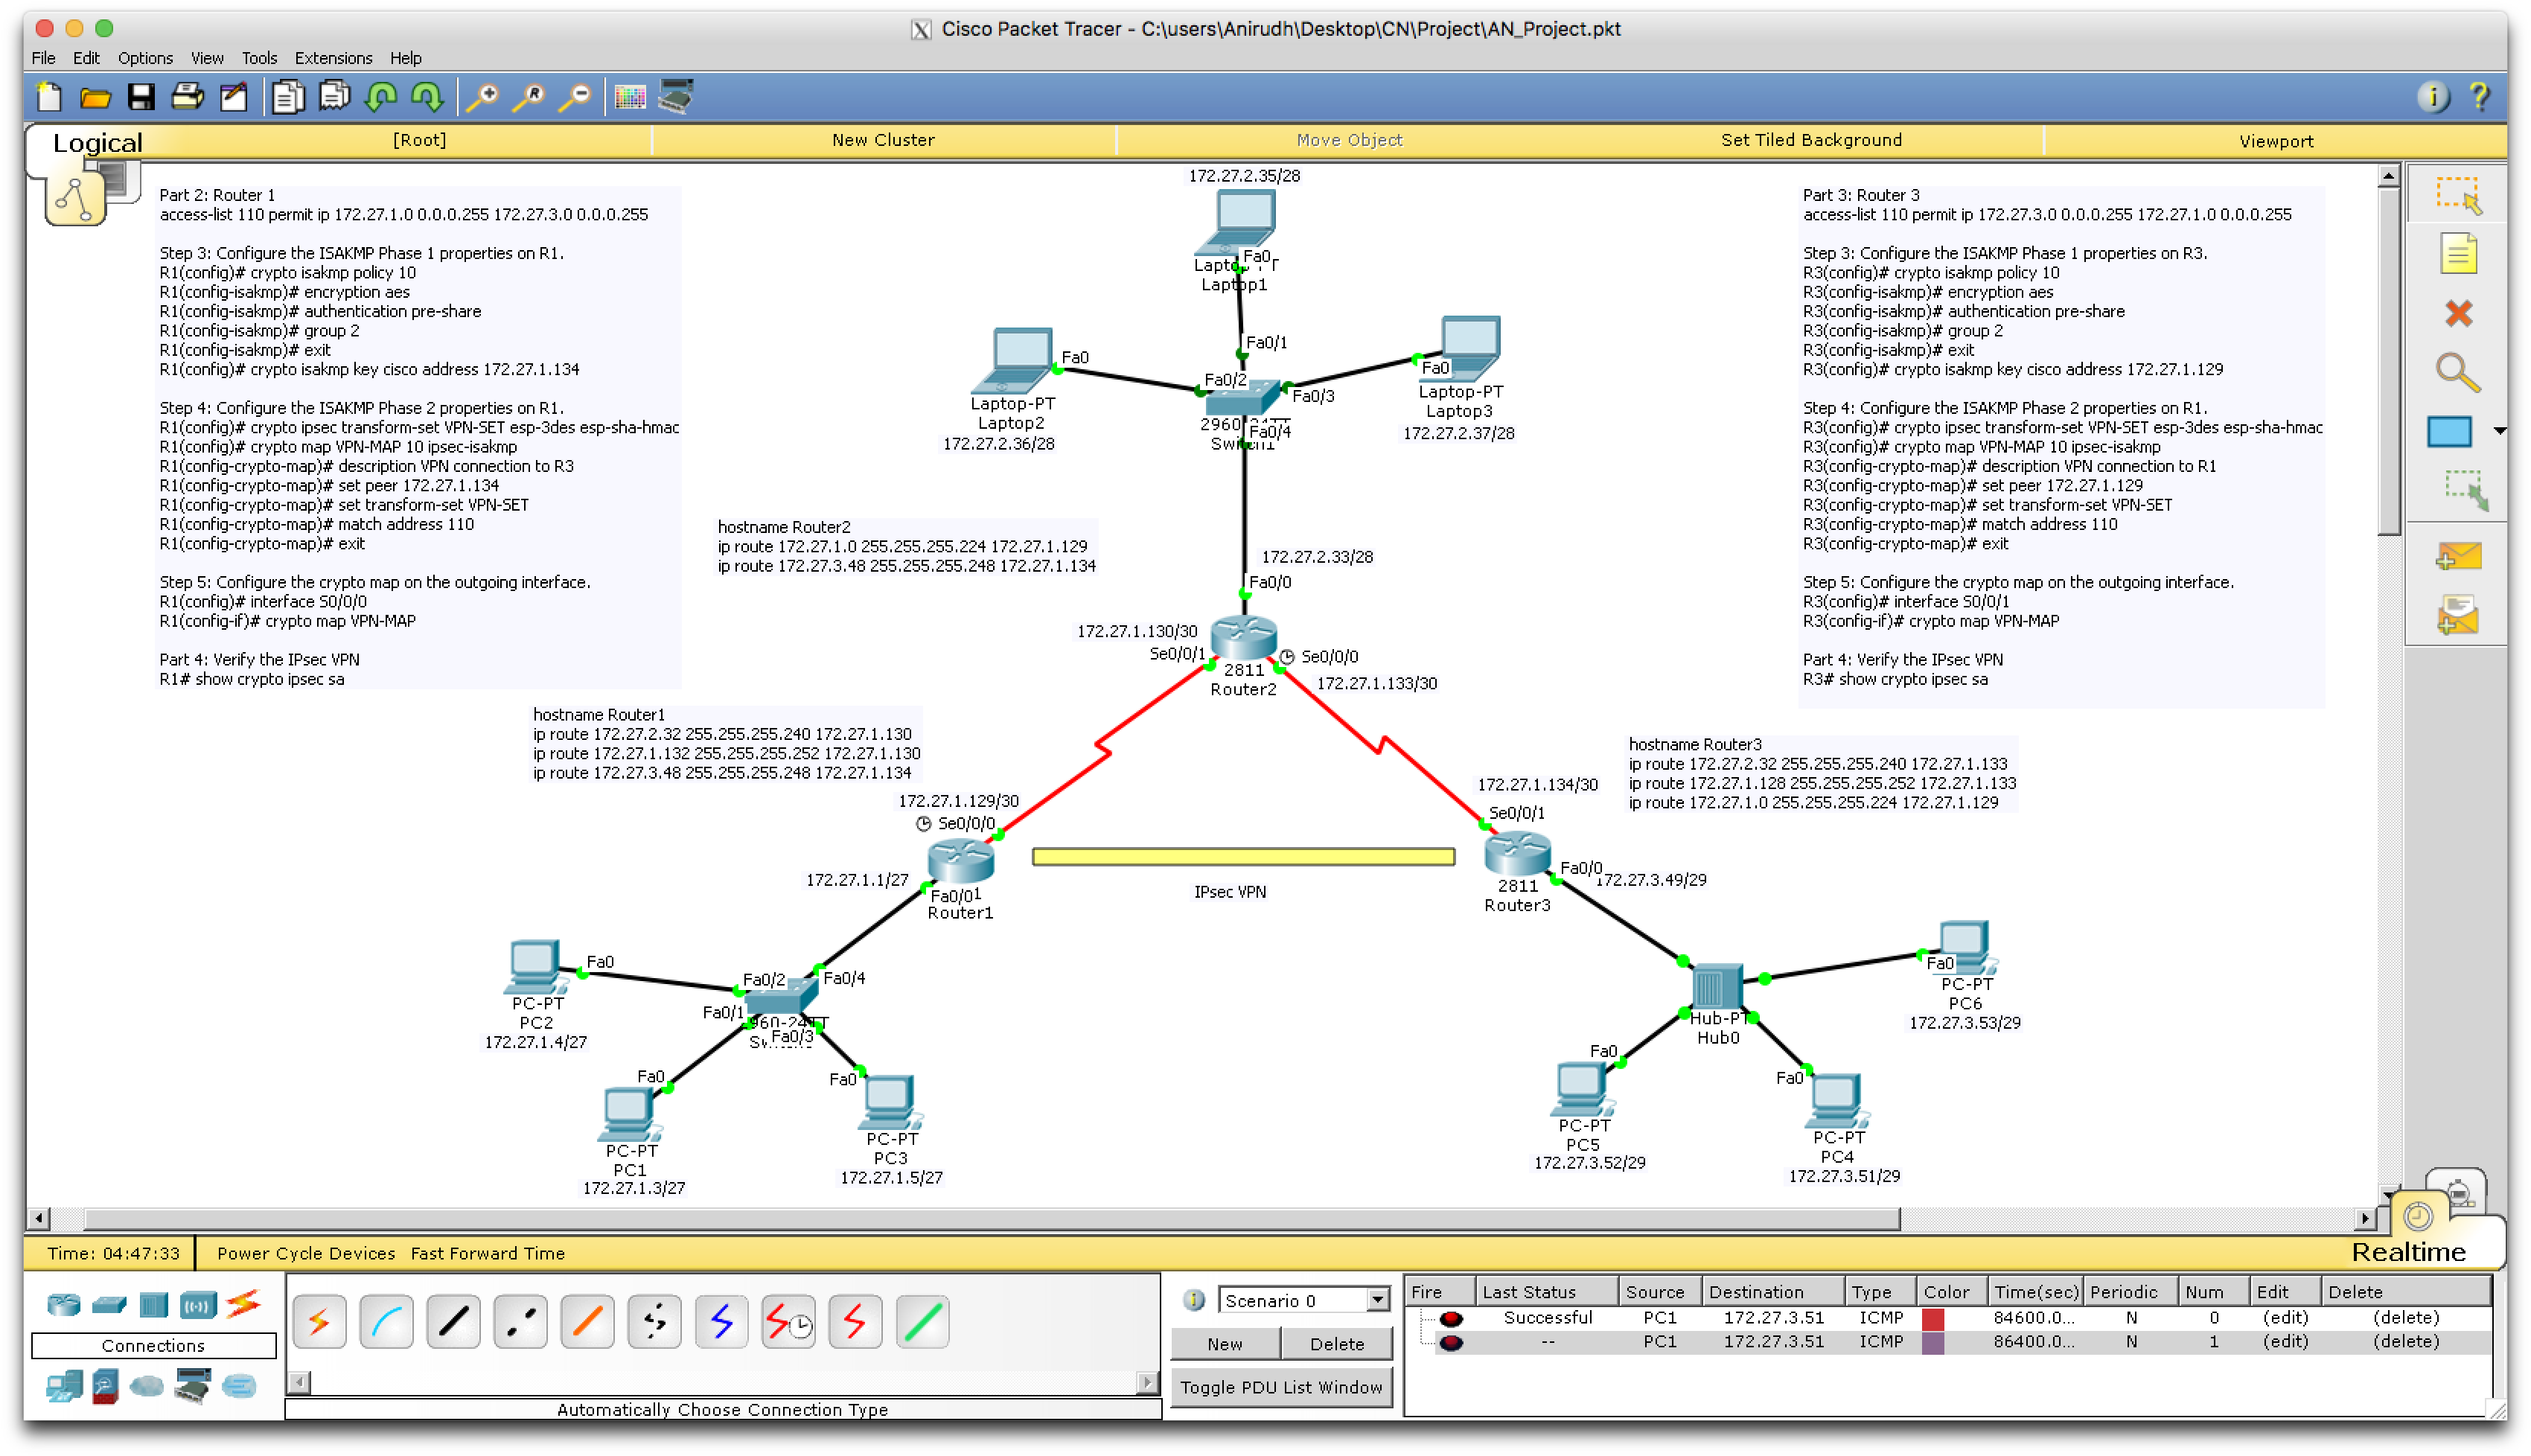 Cisco Packet Tracer - C:\users\Anirudh\Desktop\CN\Project\AN_Project.pkt
File Edit Options View Tools Extensions Help
Logical [Root] New Cluster Move Object Set Tiled Background Viewport
Part 2: Router 1
access-list 110 permit ip 172.27.1.0 0.0.0.255 172.27.3.0 0.0.0.255
Step 3: Configure the ISAKMP Phase 1 properties on R1.
R1(config)# crypto isakmp policy 10
R1(config-isakmp)# encryption aes
R1(config-isakmp)# authentication pre-share
R1(config-isakmp)# group 2
R1(config-isakmp)# exit
R1(config)# crypto isakmp key cisco address 172.27.1.134
Step 4: Configure the ISAKMP Phase 2 properties on R1.
R1(config)# crypto ipsec transform-set VPN-SET esp-3des esp-sha-hmac
R1(config)# crypto map VPN-MAP 10 ipsec-isakmp
R1(config-crypto-map)# description VPN connection to R3
R1(config-crypto-map)# set peer 172.27.1.134
R1(config-crypto-map)# set transform-set VPN-SET
R1(config-crypto-map)# match address 110
R1(config-crypto-map)# exit
Step 5: Configure the crypto map on the outgoing interface.
R1(config)# interface S0/0/0
R1(config-if)# crypto map VPN-MAP
Part 4: Verify the IPsec VPN
R1# show crypto ipsec sa
172.27.2.35/28
Fa0
Laptop1
Fa0/1
Fa0
Laptop-PT
Laptop2
172.27.2.36/28
Fa0/2
Fa0/3
Fa0
Laptop-PT
Laptop3
172.27.2.37/28
Fa0/4
Part 3: Router 3
access-list 110 permit ip 172.27.3.0 0.0.0.255 172.27.1.0 0.0.0.255
Step 3: Configure the ISAKMP Phase 1 properties on R3.
R3(config)# crypto isakmp policy 10
R3(config-isakmp)# encryption aes
R3(config-isakmp)# authentication pre-share
R3(config-isakmp)# group 2
R3(config-isakmp)# exit
R3(config)# crypto isakmp key cisco address 172.27.1.129
Step 4: Configure the ISAKMP Phase 2 properties on R1.
R3(config)# crypto ipsec transform-set VPN-SET esp-3des esp-sha-hmac
R3(config)# crypto map VPN-MAP 10 ipsec-isakmp
R3(config-crypto-map)# description VPN connection to R1
R3(config-crypto-map)# set peer 172.27.1.129
R3(config-crypto-map)# set transform-set VPN-SET
R3(config-crypto-map)# match address 110
R3(config-crypto-map)# exit
Step 5: Configure the crypto map on the outgoing interface.
R3(config)# interface S0/0/1
R3(config-if)# crypto map VPN-MAP
Part 4: Verify the IPsec VPN
R3# show crypto ipsec sa
hostname Router2
ip route 172.27.1.0 255.255.255.224 172.27.1.129
ip route 172.27.3.48 255.255.255.248 172.27.1.134
172.27.2.33/28
Fa0/0
172.27.1.130/30
Se0/0/1
Se0/0/0
172.27.1.133/30
2811
Router2
hostname Router1
ip route 172.27.2.32 255.255.255.240 172.27.1.130
ip route 172.27.1.132 255.255.255.252 172.27.1.130
ip route 172.27.3.48 255.255.255.248 172.27.1.134
172.27.1.129/30
Se0/0/0
172.27.1.1/27
Fa0/0
Router1
IPsec VPN
hostname Router3
ip route 172.27.2.32 255.255.255.240 172.27.1.133
ip route 172.27.1.128 255.255.255.252 172.27.1.133
ip route 172.27.1.0 255.255.255.224 172.27.1.129
172.27.1.134/30
Se0/0/1
Fa0/0
172.27.3.49/29
2811
Router3
Fa0
PC-PT
PC2
172.27.1.4/27
Fa0/2
Fa0/4
Fa0/1
Fa0/3
Fa0
PC-PT
PC1
172.27.1.3/27
Fa0
PC-PT
PC3
172.27.1.5/27
Hub-PT
Hub0
Fa0
PC-PT
PC6
172.27.3.53/29
Fa0
PC-PT
PC5
172.27.3.52/29
Fa0
PC-PT
PC4
172.27.3.51/29
Time: 04:47:33 Power Cycle Devices Fast Forward Time
Realtime
Connections
Automatically Choose Connection Type
Scenario 0
New Delete
Toggle PDU List Window
Fire Last Status Source Destination Type Color Time(sec) Periodic Num Edit Delete
Successful PC1 172.27.3.51 ICMP 84600.0... N 0 (edit) (delete)
-- PC1 172.27.3.51 ICMP 86400.0... N 1 (edit) (delete)